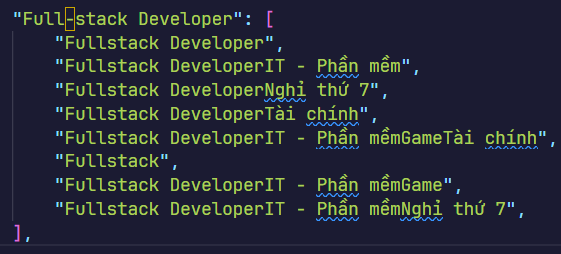 "Full-stack Developer": [
"Fullstack Developer",
"Fullstack DeveloperIT - Phần mềm",
"Fullstack DeveloperNghỉ thứ 7",
"Fullstack DeveloperTài chính",
"Fullstack DeveloperIT - Phần mềmGameTài chính",
"Fullstack",
"Fullstack DeveloperIT - Phần mềmGame",
"Fullstack DeveloperIT - Phần mềmNghỉ thứ 7",
],